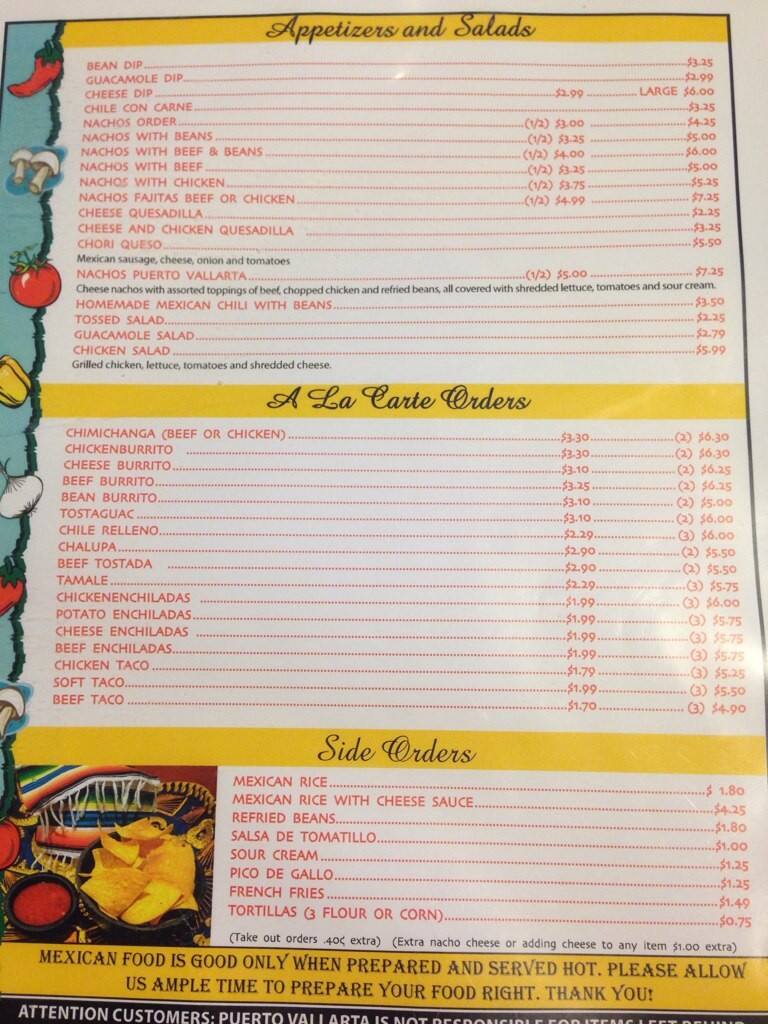 Appetizers and Salads
BEAN DIP $3.25
GUACAMOLE DIP $2.99
CHEESE DIP $2.99 LARGE $6.00
CHILE CON CARNE $3.25
NACHOS ORDER (1/2) $3.00 $4.25
NACHOS WITH BEANS (1/2) $3.25 $5.00
NACHOS WITH BEEF & BEANS (1/2) $4.00 $6.00
NACHOS WITH BEEF (1/2) $3.25 $5.00
NACHOS WITH CHICKEN (1/2) $3.75 $5.25
NACHOS FAJITAS BEEF OR CHICKEN (1/2) $4.99 $7.25
CHEESE QUESADILLA $2.25
CHEESE AND CHICKEN QUESADILLA $3.25
CHORI QUESO $5.50
Mexican sausage, cheese, onion and tomatoes
NACHOS PUERTO VALLARTA (1/2) $5.00 $7.25
Cheese nachos with assorted toppings of beef, chopped chicken and refried beans, all covered with shredded lettuce, tomatoes and sour cream.
HOMEMADE MEXICAN CHILI WITH BEANS $3.50
TOSSED SALAD $2.25
GUACAMOLE SALAD $2.79
CHICKEN SALAD $5.99
Grilled chicken, lettuce, tomatoes and shredded cheese.
A La Carte Orders
CHIMICHANGA (BEEF OR CHICKEN) $3.30 (2) $6.30
CHICKENBURRITO $3.30 (2) $6.30
CHEESE BURRITO $3.10 (2) $6.25
BEEF BURRITO $3.25 (2) $6.25
BEAN BURRITO $3.10 (2) $5.00
TOSTAGUAC $3.10 (2) $6.00
CHILE RELLENO $2.29 (3) $6.00
CHALUPA $2.90 (2) $5.50
BEEF TOSTADA $2.90 (2) $5.50
TAMALE $2.29 (3) $5.75
CHICKENENCHILADAS $1.99 (3) $6.00
POTATO ENCHILADAS $1.99 (3) $5.75
CHEESE ENCHILADAS $1.99 (3) $5.75
BEEF ENCHILADAS $1.99 (3) $5.75
CHICKEN TACO $1.79 (3) $5.25
SOFT TACO $1.99 (3) $5.50
BEEF TACO $1.70 (3) $4.90
Side Orders
MEXICAN RICE $ 1.80
MEXICAN RICE WITH CHEESE SAUCE $4.25
REFRIED BEANS $1.80
SALSA DE TOMATILLO $1.00
SOUR CREAM $1.25
PICO DE GALLO $1.25
FRENCH FRIES $1.49
TORTILLAS (3 FLOUR OR CORN) $0.75
(Take out orders .40¢ extra) (Extra nacho cheese or adding cheese to any item $1.00 extra)
MEXICAN FOOD IS GOOD ONLY WHEN PREPARED AND SERVED HOT. PLEASE ALLOW
US AMPLE TIME TO PREPARE YOUR FOOD RIGHT. THANK YOU!
ATTENTION CUSTOMERS: PUERTO VALLARTA IS NOT RESPONSIBLE FOR ITEMS LEFT BEHIND